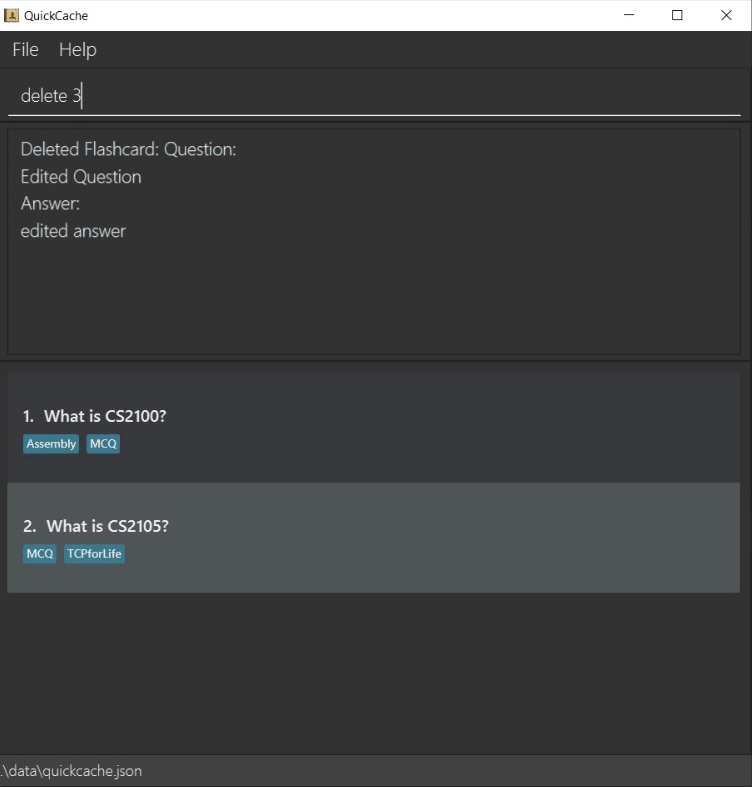 QuickCache
File Help
delete 3
Deleted Flashcard: Question:
Edited Question
Answer:
edited answer
1. What is CS2100?
Assembly MCQ
2. What is CS2105?
MCQ TCPforLife
.\data\quickcache.json